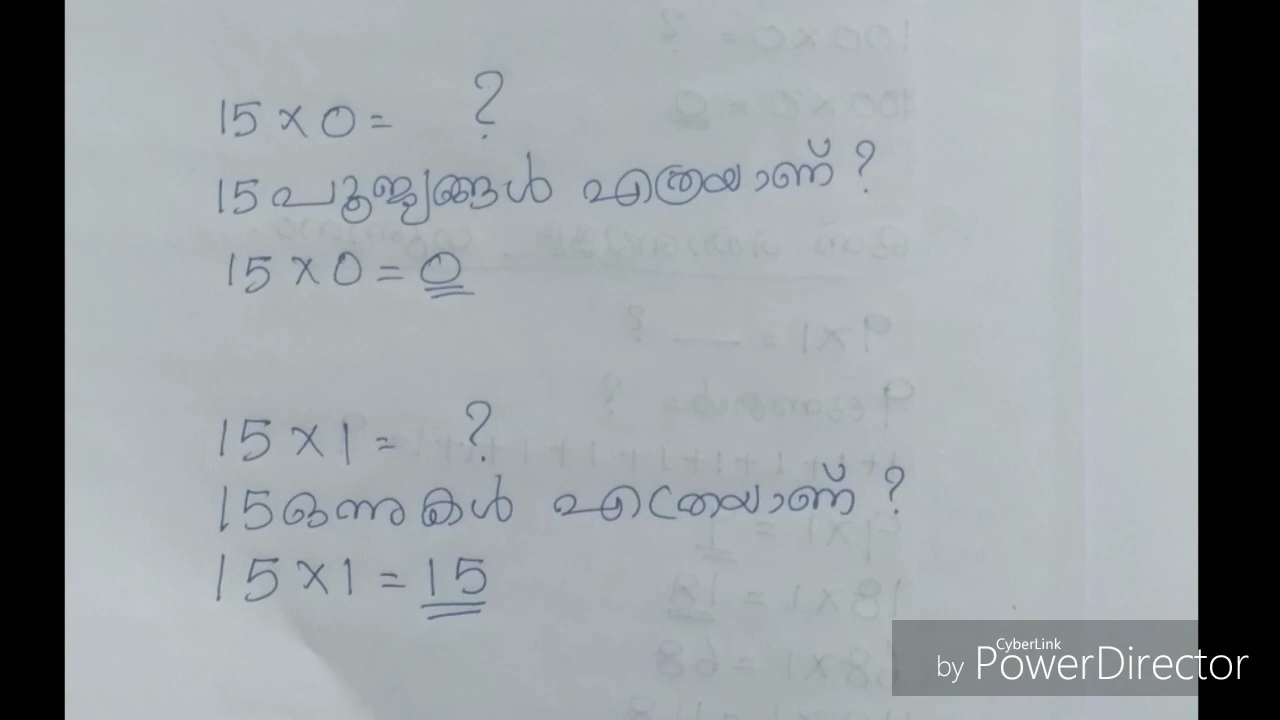 15 × 0 = ?
15 പൂജ്യങ്ങൾ എത്രയാണ് ?
15 × 0 = 0
15 × 1 = ?
15 ഒന്നുകൾ എത്രയാണ് ?
15 × 1 = 15
CyberLink
by PowerDirector